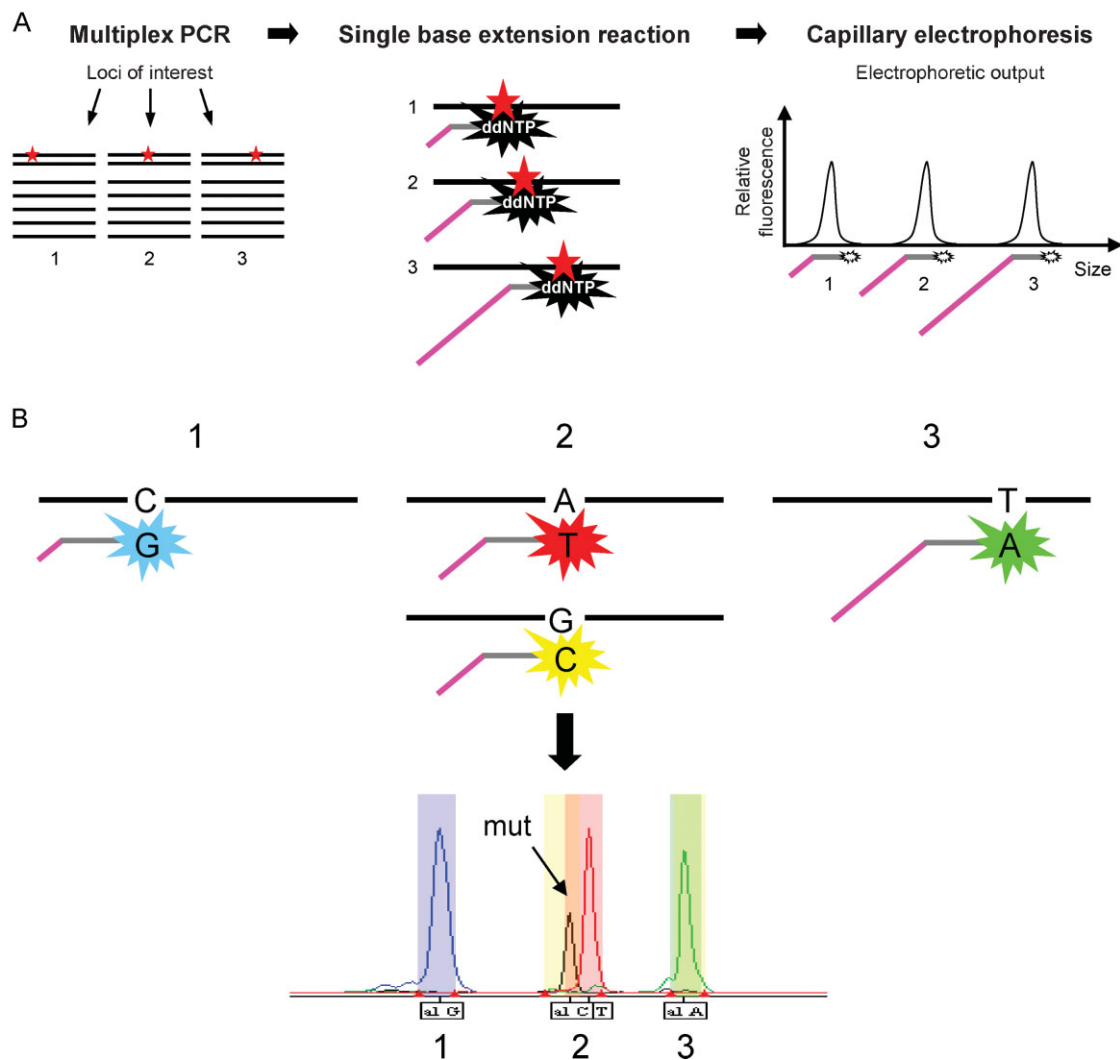 A
Multiplex PCR Single base extension reaction Capillary electrophoresis
Loci of interest
Electrophoretic output
1 2 3
1
ddNTP
2
ddNTP
3
ddNTP
Relative
fluorescence
1 2 3
Size
B
1 2 3
C
G
A
T
T
A
G
C
mut
al G
al C T
al A
1 2 3